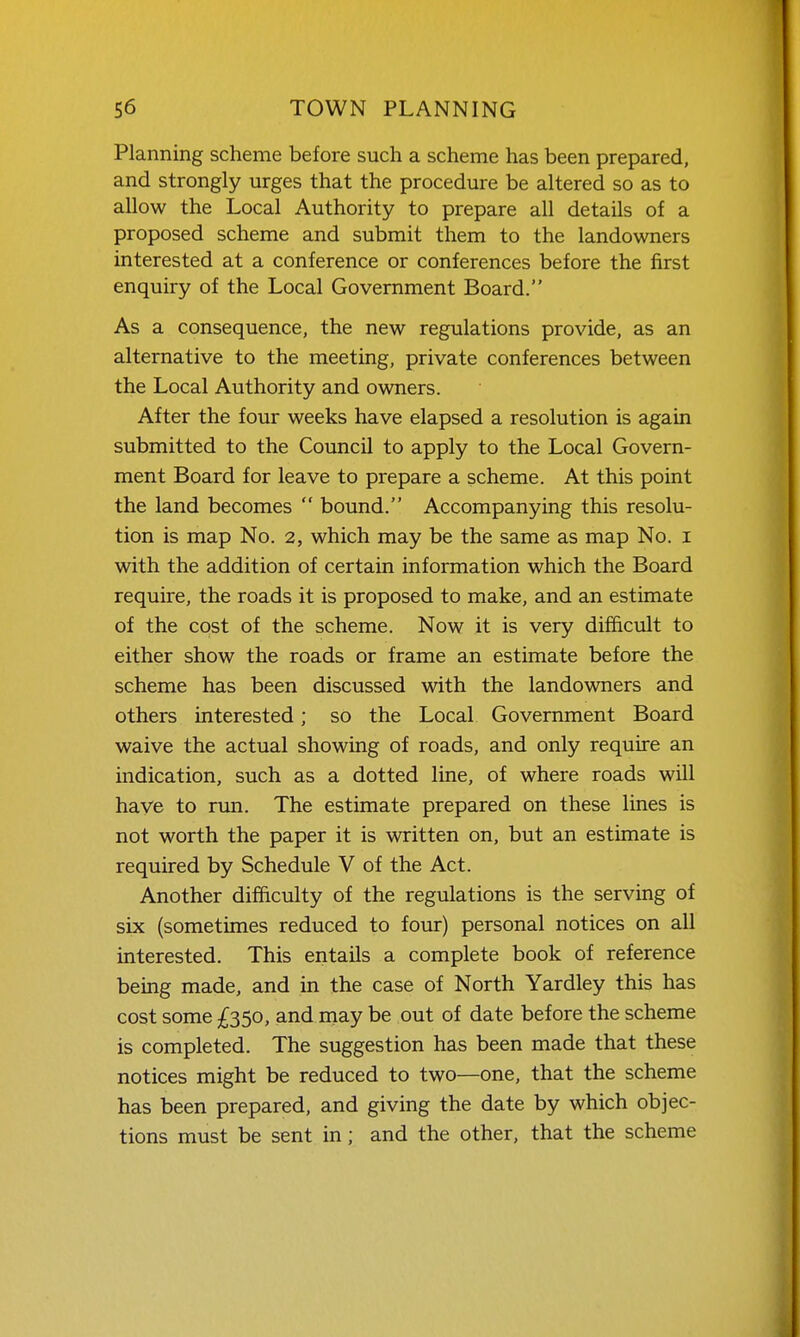 56 TOWN PLANNING
Planning scheme before such a scheme has been prepared,
and strongly urges that the procedure be altered so as to
allow the Local Authority to prepare all details of a
proposed scheme and submit them to the landowners
interested at a conference or conferences before the first
enquiry of the Local Government Board.”
As a consequence, the new regulations provide, as an
alternative to the meeting, private conferences between
the Local Authority and owners.
After the four weeks have elapsed a resolution is again
submitted to the Council to apply to the Local Govern-
ment Board for leave to prepare a scheme. At this point
the land becomes “ bound.” Accompanying this resolu-
tion is map No. 2, which may be the same as map No. 1
with the addition of certain information which the Board
require, the roads it is proposed to make, and an estimate
of the cost of the scheme. Now it is very difficult to
either show the roads or frame an estimate before the
scheme has been discussed with the landowners and
others interested ; so the Local Government Board
waive the actual showing of roads, and only require an
indication, such as a dotted line, of where roads will
have to run. The estimate prepared on these lines is
not worth the paper it is written on, but an estimate is
required by Schedule V of the Act.
Another difficulty of the regulations is the serving of
six (sometimes reduced to four) personal notices on all
interested. This entails a complete book of reference
being made, and in the case of North Yardley this has
cost some £350, and may be out of date before the scheme
is completed. The suggestion has been made that these
notices might be reduced to two—one, that the scheme
has been prepared, and giving the date by which objec-
tions must be sent in ; and the other, that the scheme